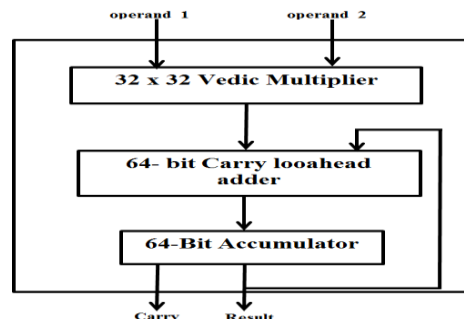 operand 1 operand 2
32 x 32 Vedic Multiplier
64- bit Carry looahead
adder
64-Bit Accumulator
Carry Result